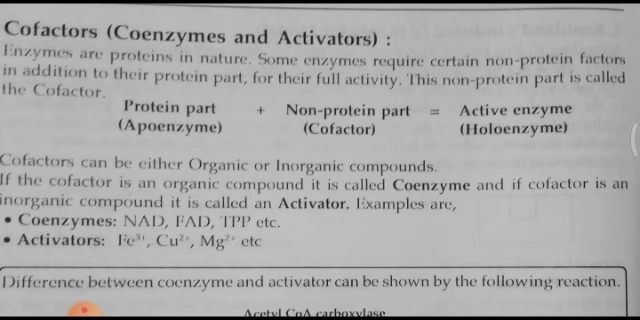 Cofactors (Coenzymes and Activators) :
Enzymes are proteins in nature. Some enzymes require certain non-protein factors
in addition to their protein part, for their full activity. This non-protein part is called
the Cofactor.
Protein part + Non-protein part = Active enzyme
(Apoenzyme) (Cofactor) (Holoenzyme)
Cofactors can be either Organic or Inorganic compounds.
If the cofactor is an organic compound it is called Coenzyme and if cofactor is an
inorganic compound it is called an Activator. Examples are,
• Coenzymes: NAD, FAD, TPP etc.
• Activators: Fe³⁺, Cu²⁺, Mg²⁺ etc
Difference between coenzyme and activator can be shown by the following reaction.
Acetyl CoA carboxylase